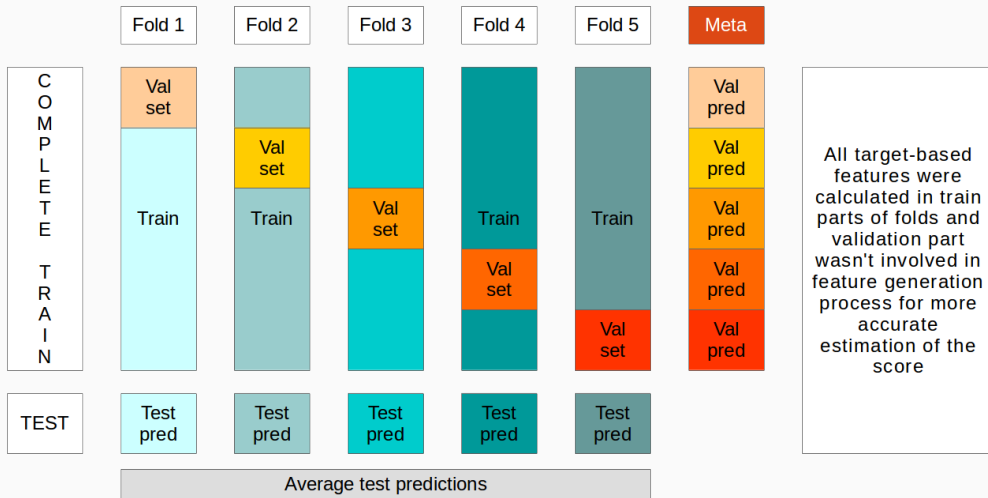 Fold 1
Fold 2
Fold 3
Fold 4
Fold 5
Meta
COMPLETE TRAIN
Val
set
Train
Val
set
Train
Val
set
Train
Val
set
Train
Val
set
Val
pred
Val
pred
Val
pred
Val
pred
Val
pred
All target-based
features were
calculated in train
parts of folds and
validation part
wasn't involved in
feature generation
process for more
accurate
estimation of the
score
TEST
Test
pred
Test
pred
Test
pred
Test
pred
Test
pred
Average test predictions